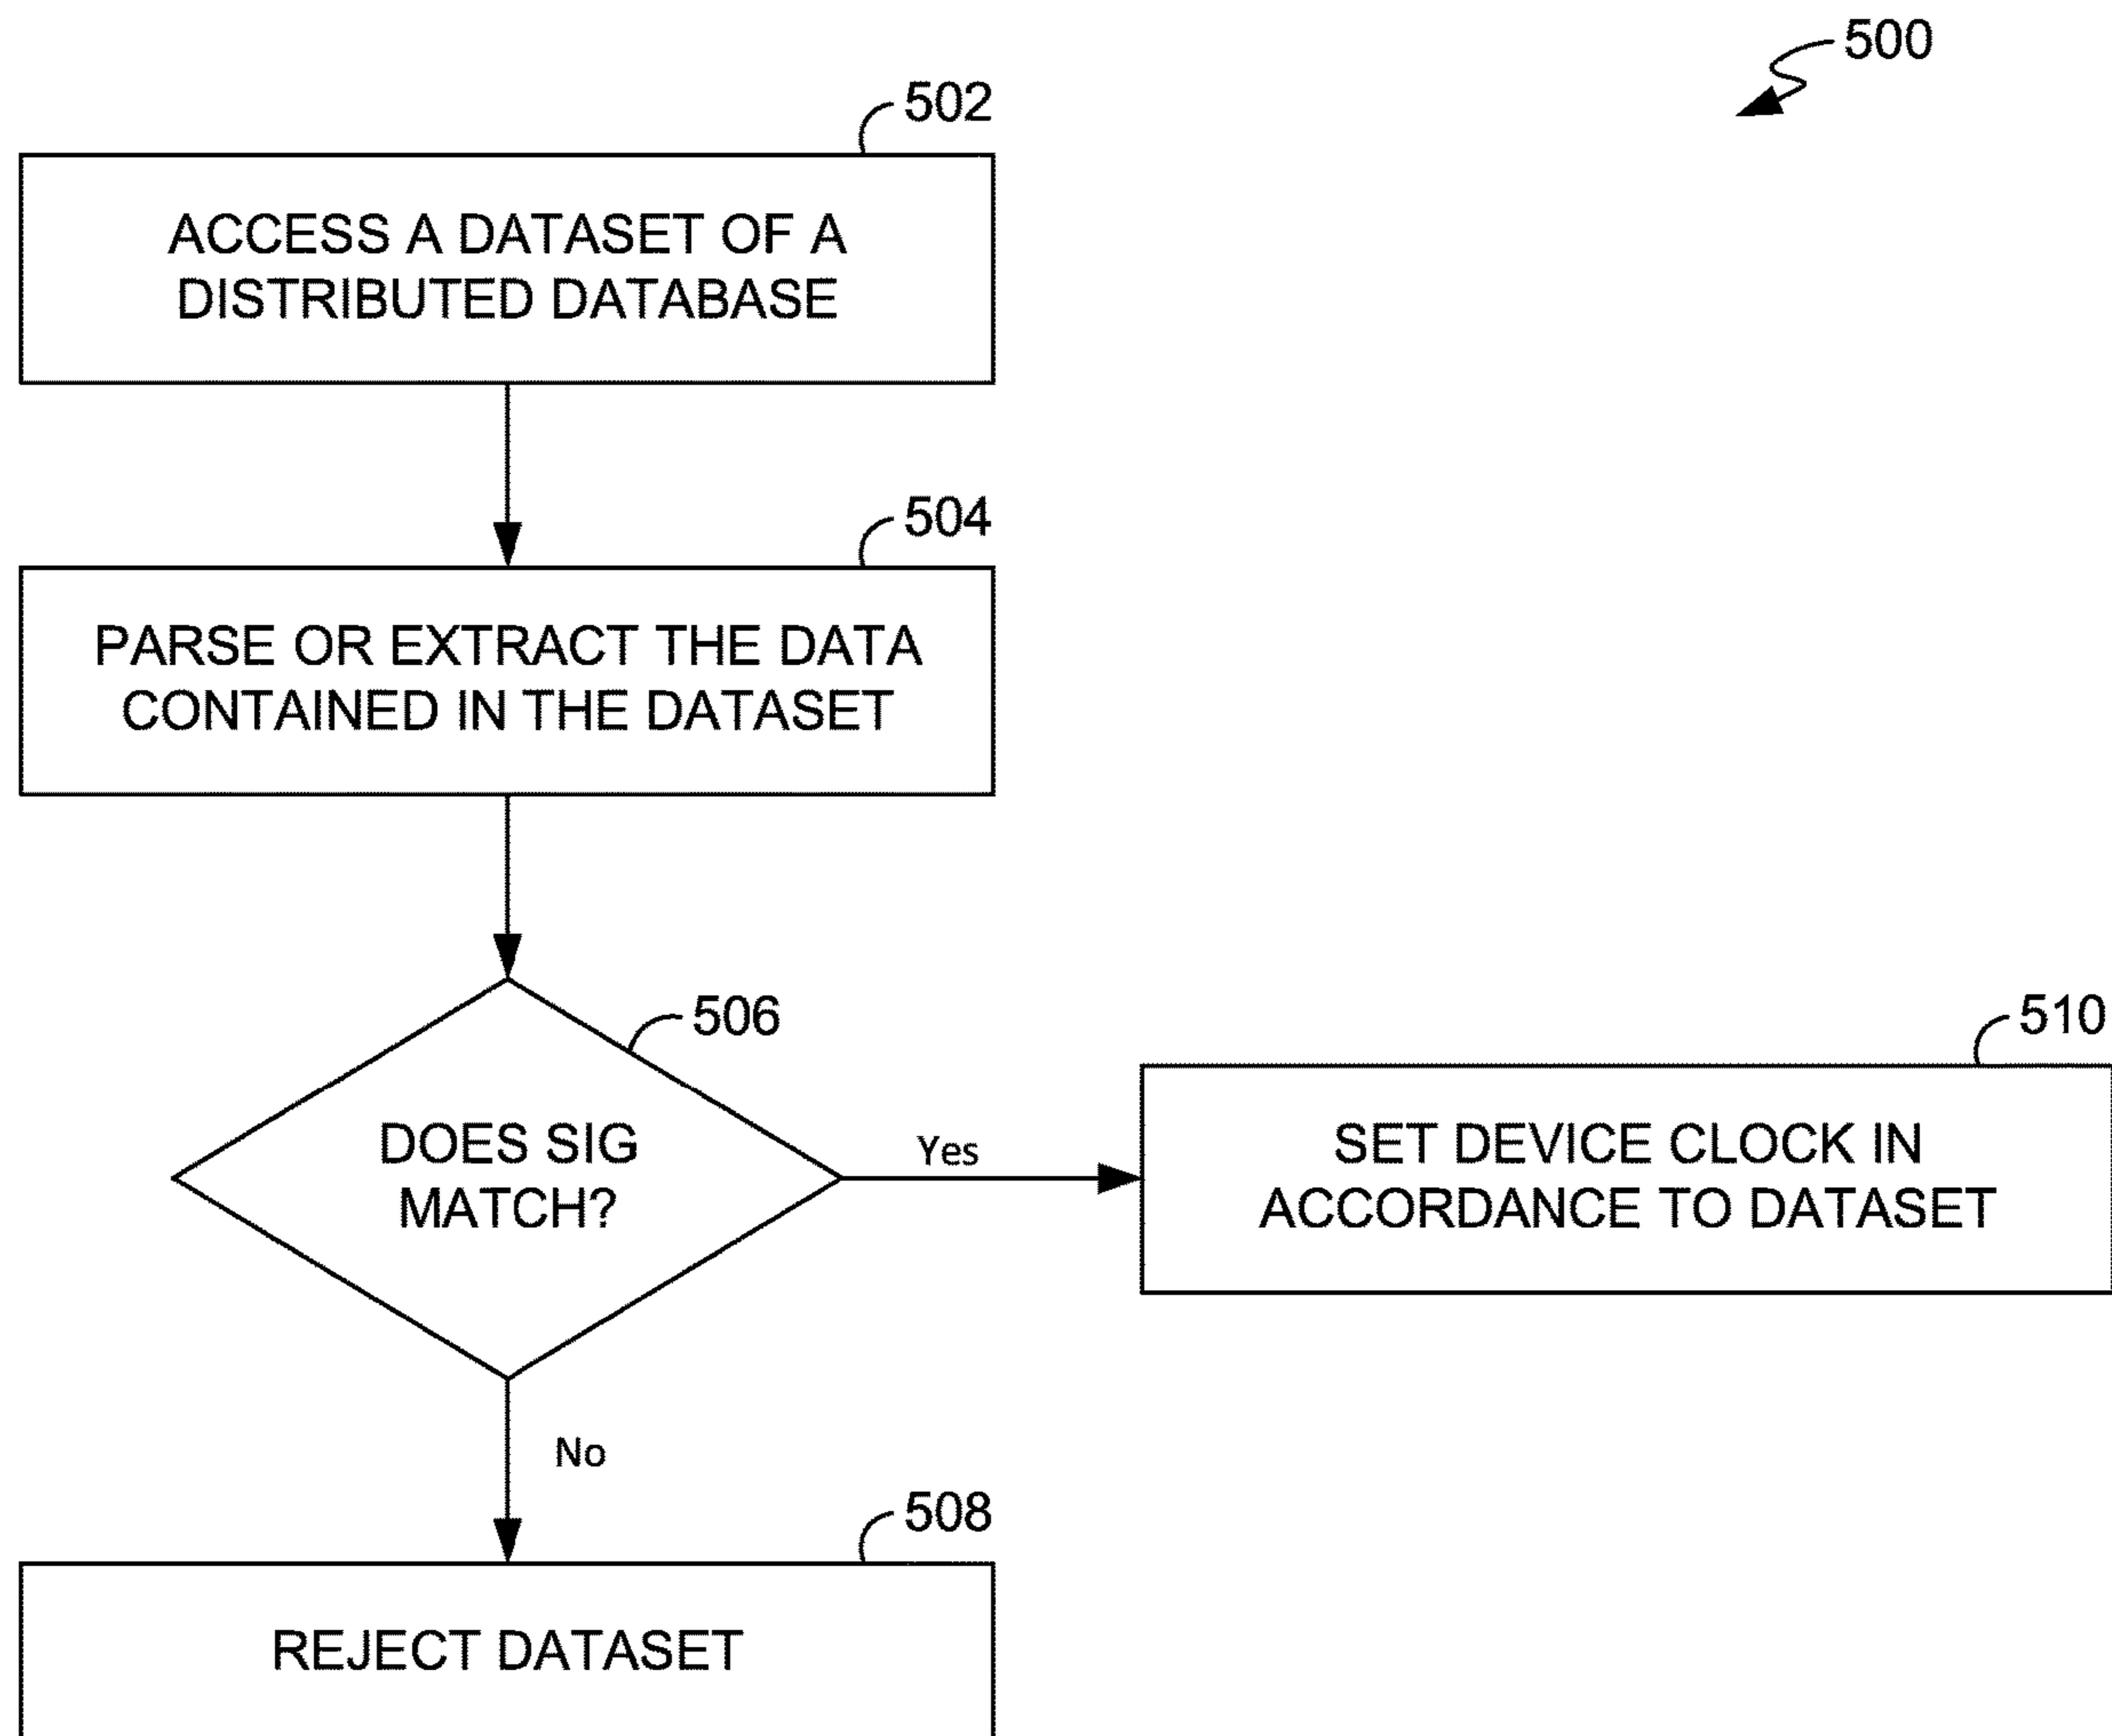 500
502
ACCESS A DATASET OF A
DISTRIBUTED DATABASE
504
PARSE OR EXTRACT THE DATA
CONTAINED IN THE DATASET
506
DOES SIG
MATCH?
Yes
510
SET DEVICE CLOCK IN
ACCORDANCE TO DATASET
No
508
REJECT DATASET